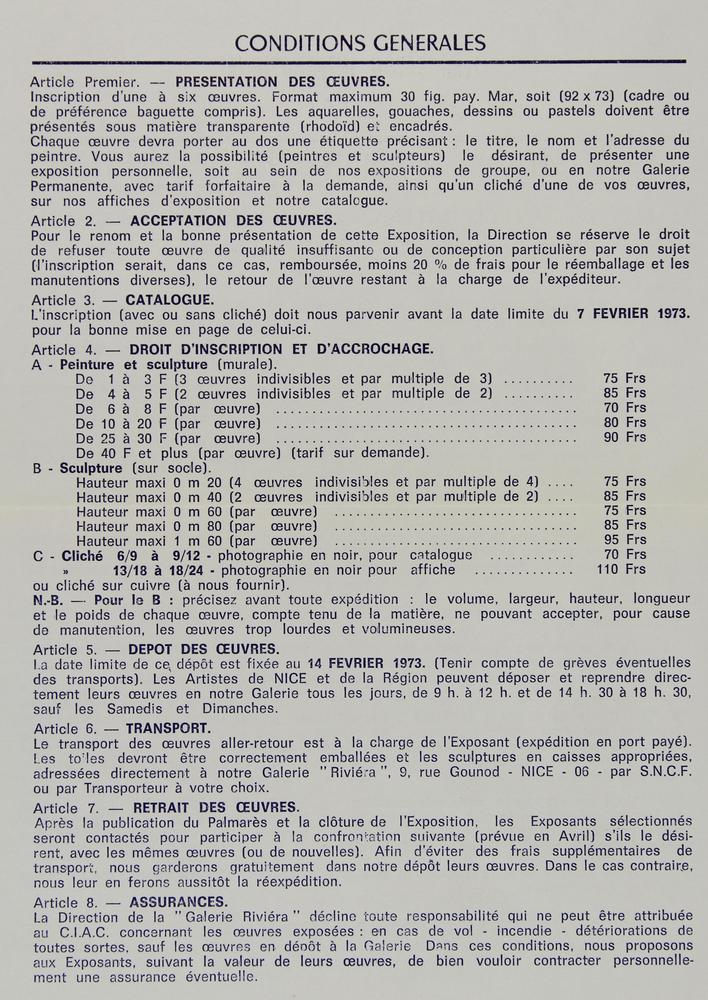 CONDITIONS GENERALES
Article Premier. — PRESENTATION DES ŒUVRES.
Inscription d'une à six œuvres. Format maximum 30 fig. pay. Mar, soit (92 x 73) (cadre ou
de préférence baguette compris). Les aquarelles, gouaches, dessins ou pastels doivent être
présentés sous matière transparente (rhodoïd) et encadrés.
Chaque œuvre devra porter au dos une étiquette précisant : le titre, le nom et l'adresse du
peintre. Vous aurez la possibilité (peintres et sculpteurs) le désirant, de présenter une
exposition personnelle, soit au sein de nos expositions de groupe, ou en notre Galerie
Permanente, avec tarif forfaitaire à la demande, ainsi qu'un cliché d'une de vos œuvres,
sur nos affiches d'exposition et notre catalogue.
Article 2. — ACCEPTATION DES ŒUVRES.
Pour le renom et la bonne présentation de cette Exposition, la Direction se réserve le droit
de refuser toute œuvre de qualité insuffisante ou de conception particulière par son sujet
(l'inscription serait, dans ce cas, remboursée, moins 20 % de frais pour le réemballage et les
manutentions diverses), le retour de l'œuvre restant à la charge de l'expéditeur.
Article 3. — CATALOGUE.
L'inscription (avec ou sans cliché) doit nous parvenir avant la date limite du 7 FEVRIER 1973.
pour la bonne mise en page de celui-ci.
Article 4. — DROIT D'INSCRIPTION ET D'ACCROCHAGE.
A - Peinture et sculpture (murale).
De 1 à 3 F (3 œuvres indivisibles et par multiple de 3) .......... 75 Frs
De 4 à 5 F (2 œuvres indivisibles et par multiple de 2) .......... 85 Frs
De 6 à 8 F (par œuvre) .......................................... 70 Frs
De 10 à 20 F (par œuvre) .......................................... 80 Frs
De 25 à 30 F (par œuvre) .......................................... 90 Frs
De 40 F et plus (par œuvre) (tarif sur demande).
B - Sculpture (sur socle).
Hauteur maxi 0 m 20 (4 œuvres indivisibles et par multiple de 4) .... 75 Frs
Hauteur maxi 0 m 40 (2 œuvres indivisibles et par multiple de 2) .... 85 Frs
Hauteur maxi 0 m 60 (par œuvre) .................................. 75 Frs
Hauteur maxi 0 m 80 (par œuvre) .................................. 85 Frs
Hauteur maxi 1 m 60 (par œuvre) .................................. 95 Frs
C - Cliché 6/9 à 9/12 - photographie en noir, pour catalogue ............ 70 Frs
» 13/18 à 18/24 - photographie en noir pour affiche .............. 110 Frs
ou cliché sur cuivre (à nous fournir).
N.-B. — Pour le B : précisez avant toute expédition : le volume, largeur, hauteur, longueur
et le poids de chaque œuvre, compte tenu de la matière, ne pouvant accepter, pour cause
de manutention, les œuvres trop lourdes et volumineuses.
Article 5. — DEPOT DES ŒUVRES.
La date limite de ce dépôt est fixée au 14 FEVRIER 1973. (Tenir compte de grèves éventuelles
des transports). Les Artistes de NICE et de la Région peuvent déposer et reprendre direc-
tement leurs œuvres en notre Galerie tous les jours, de 9 h. à 12 h. et de 14 h. 30 à 18 h. 30,
sauf les Samedis et Dimanches.
Article 6. — TRANSPORT.
Le transport des œuvres aller-retour est à la charge de l'Exposant (expédition en port payé).
Les toiles devront être correctement emballées et les sculptures en caisses appropriées,
adressées directement à notre Galerie "Riviéra", 9, rue Gounod - NICE - 06 - par S.N.C.F.
ou par Transporteur à votre choix.
Article 7. — RETRAIT DES ŒUVRES.
Après la publication du Palmarès et la clôture de l'Exposition, les Exposants sélectionnés
seront contactés pour participer à la confrontation suivante (prévue en Avril) s'ils le dési-
rent, avec les mêmes œuvres (ou de nouvelles). Afin d'éviter des frais supplémentaires de
transport, nous garderons gratuitement dans notre dépôt leurs œuvres. Dans le cas contraire,
nous leur en ferons aussitôt la réexpédition.
Article 8. — ASSURANCES.
La Direction de la "Galerie Riviéra" décline toute responsabilité qui ne peut être attribuée
au C.I.A.C. concernant les œuvres exposées : en cas de vol - incendie - détériorations de
toutes sortes, sauf les œuvres en dépôt à la Galerie Dans ces conditions, nous proposons
aux Exposants, suivant la valeur de leurs œuvres, de bien vouloir contracter personnelle-
ment une assurance éventuelle.